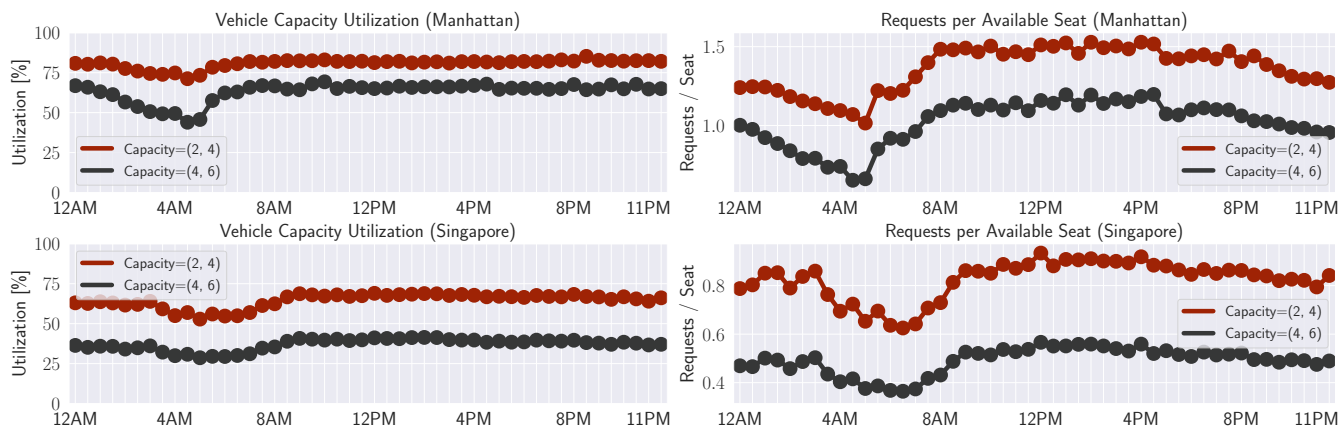 Vehicle Capacity Utilization (Manhattan)
Utilization [%]
100
75
50
25
0
Capacity=(2, 4)
Capacity=(4, 6)
12AM 4AM 8AM 12PM 4PM 8PM 11PM
Requests per Available Seat (Manhattan)
Requests / Seat
1.5
1.0
Capacity=(2, 4)
Capacity=(4, 6)
12AM 4AM 8AM 12PM 4PM 8PM 11PM
Vehicle Capacity Utilization (Singapore)
Utilization [%]
100
75
50
25
0
Capacity=(2, 4)
Capacity=(4, 6)
12AM 4AM 8AM 12PM 4PM 8PM 11PM
Requests per Available Seat (Singapore)
Requests / Seat
0.8
0.6
0.4
Capacity=(2, 4)
Capacity=(4, 6)
12AM 4AM 8AM 12PM 4PM 8PM 11PM